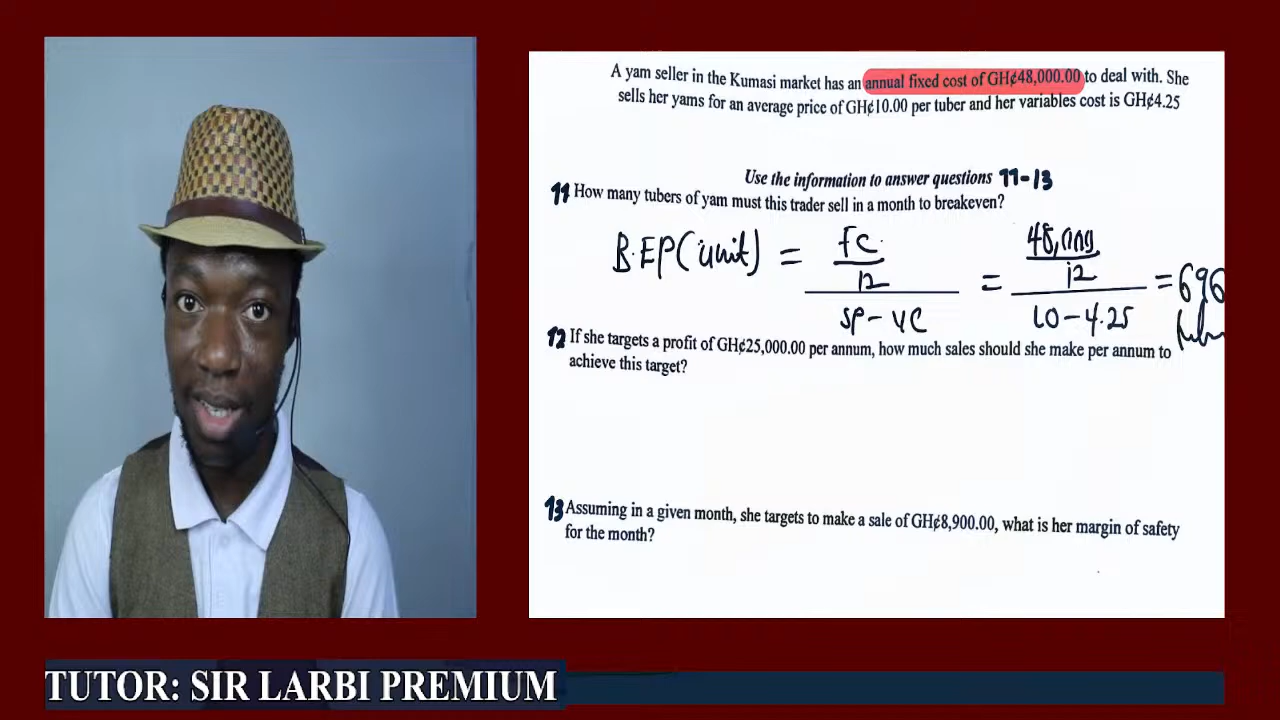 A yam seller in the Kumasi market has an annual fixed cost of GH¢48,000.00 to deal with. She
sells her yams for an average price of GH¢10.00 per tuber and her variables cost is GH¢4.25
Use the information to answer questions 11-13
11 How many tubers of yam must this trader sell in a month to breakeven?
B.EP(unit) = FC / 12 / SP - VC = 48,000 / 12 / 10 - 4.25 = 696
12 If she targets a profit of GH¢25,000.00 per annum, how much sales should she make per annum to
achieve this target?
13 Assuming in a given month, she targets to make a sale of GH¢8,900.00, what is her margin of safety
for the month?
TUTOR: SIR LARBI PREMIUM